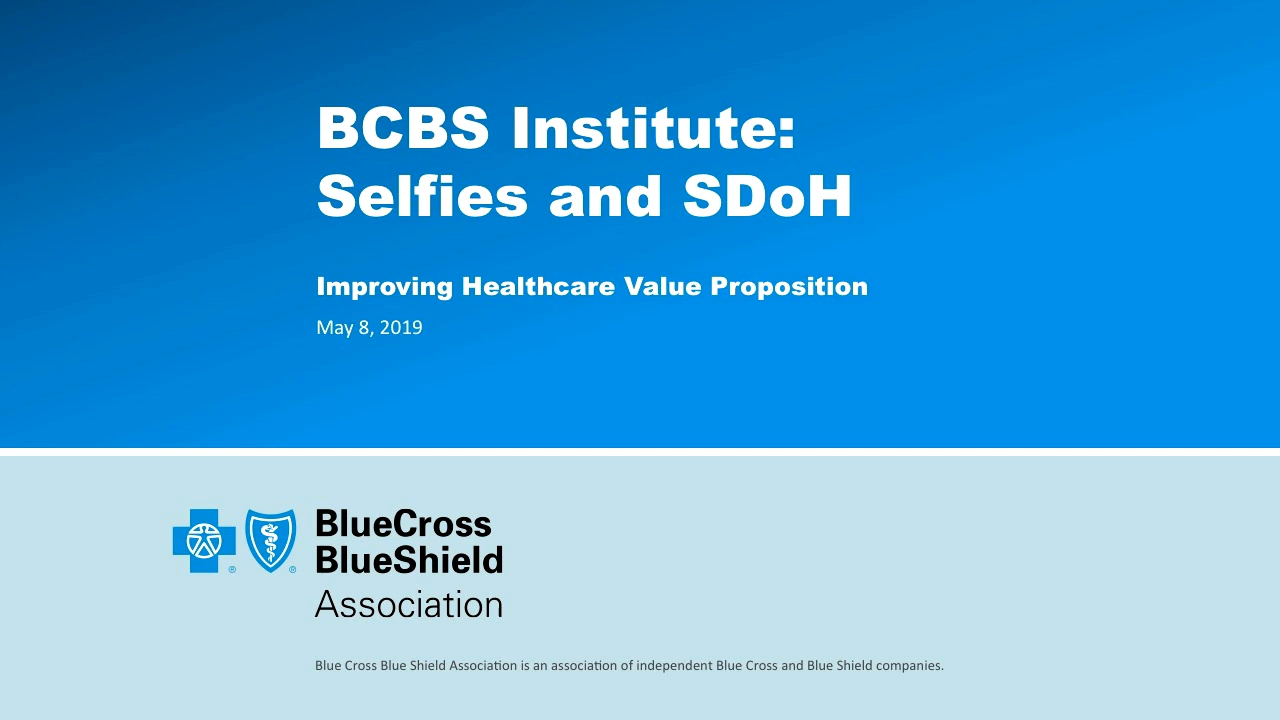 BCBS Institute:
Selfies and SDoH
Improving Healthcare Value Proposition
May 8, 2019
BlueCross
BlueShield
Association
® ®
Blue Cross Blue Shield Association is an association of independent Blue Cross and Blue Shield companies.